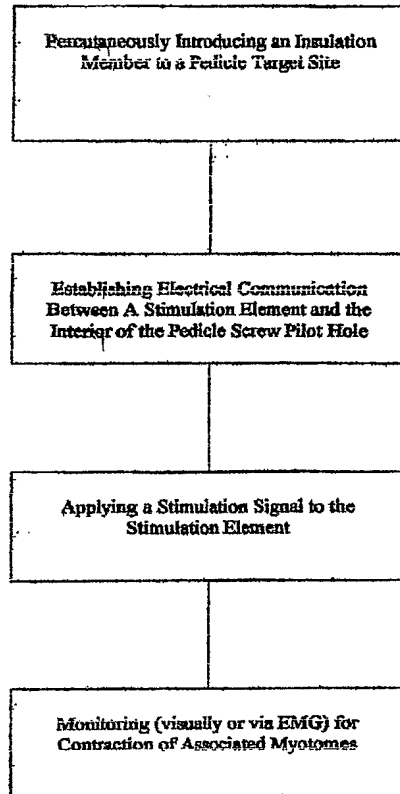 Percutaneously Introducing an Insulation
Member to a Pedicle Target Site
Establishing Electrical Communication
Between A Stimulation Element and the
Interior of the Pedicle Screw Pilot Hole
Applying a Stimulation Signal to the
Stimulation Element
Monitoring (visually or via EMG) for
Contraction of Associated Myotomes